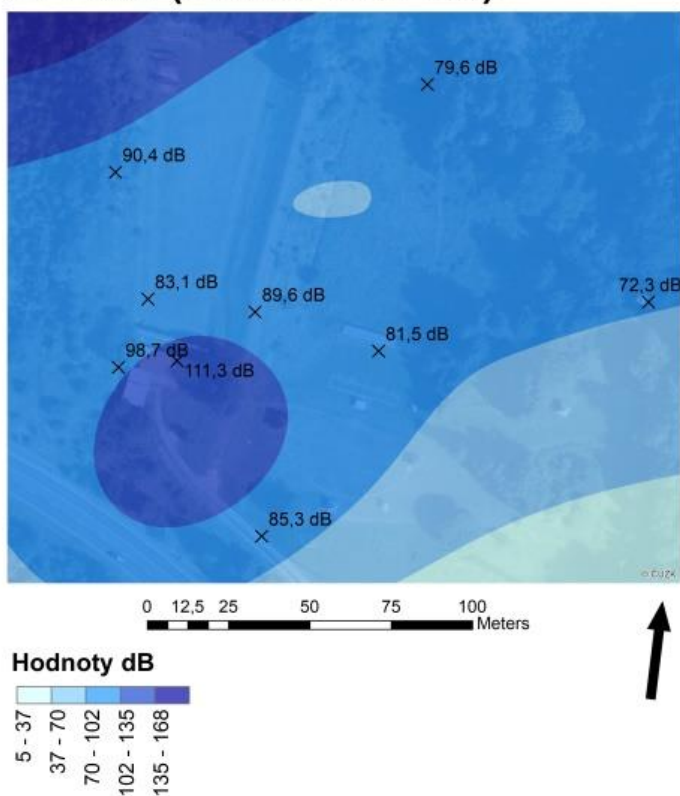 79,6 dB
90,4 dB
83,1 dB
89,6 dB
72,3 dB
81,5 dB
98,7 dB
111,3 dB
85,3 dB
© ČÚZK
0 12,5 25 50 75 100
Meters
Hodnoty dB
5 - 37
37 - 70
70 - 102
102 - 135
135 - 168